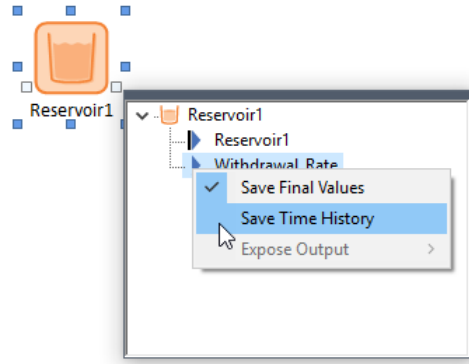 Reservoir1
Reservoir1
Reservoir1
Withdrawal_Rate
Save Final Values
Save Time History
Expose Output